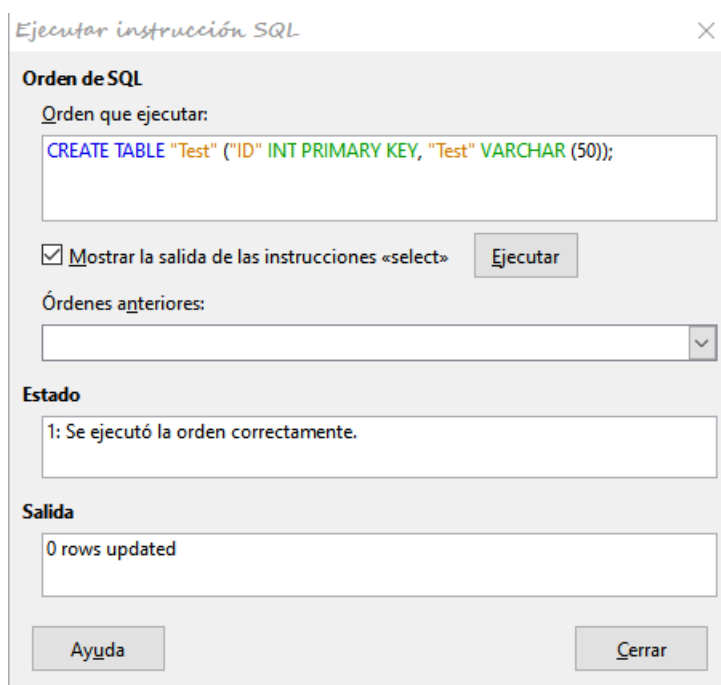 Ejecutar instrucción SQL
Orden de SQL
Orden que ejecutar:
CREATE TABLE "Test" ("ID" INT PRIMARY KEY, "Test" VARCHAR (50));
Mostrar la salida de las instrucciones «select»
Ejecutar
Órdenes anteriores:
Estado
1: Se ejecutó la orden correctamente.
Salida
0 rows updated
Ayuda
Cerrar